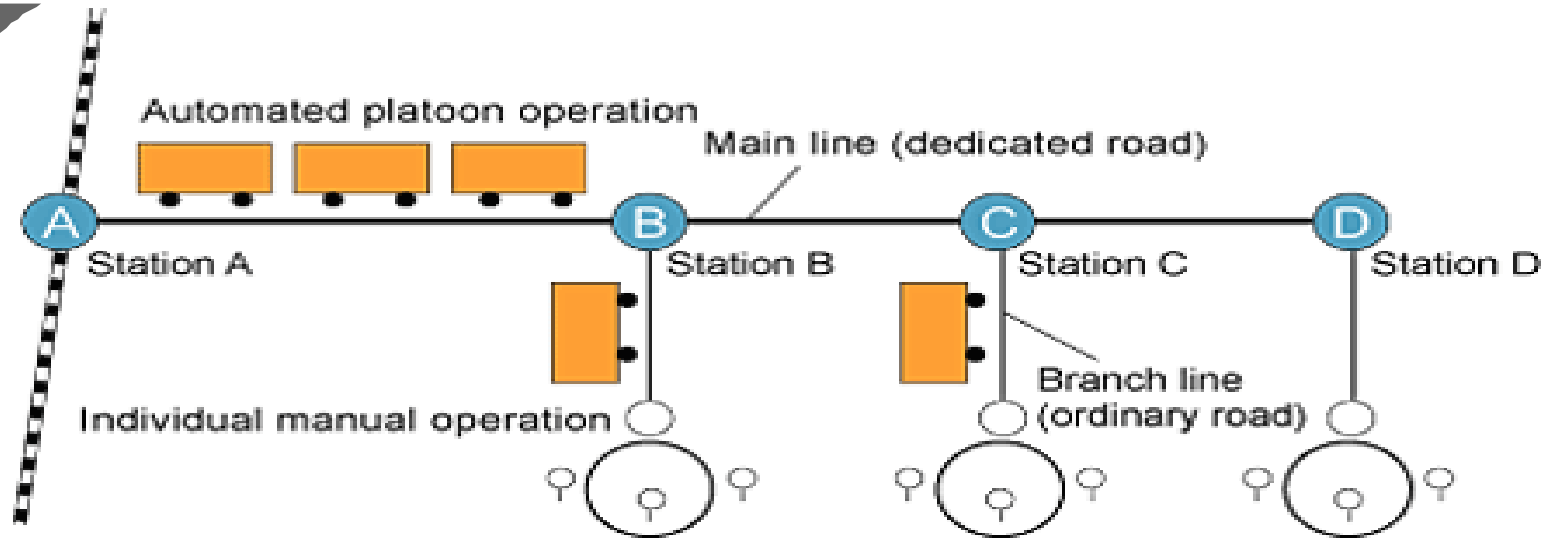 Automated platoon operation
Main line (dedicated road)
A
B
C
D
Station A
Station B
Station C
Station D
Branch line
(ordinary road)
Individual manual operation